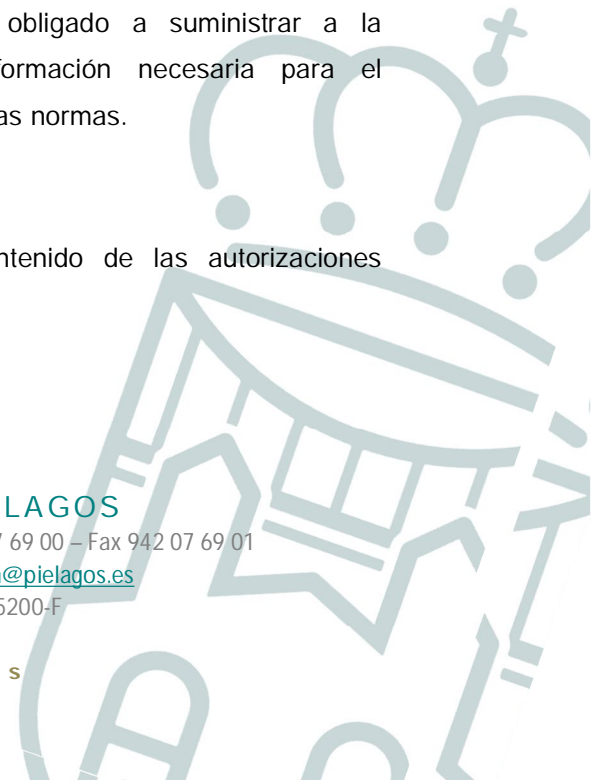 obligado a suministrar a la
formación necesaria para el
as normas.
ntenido de las autorizaciones
LAGOS
7 69 00 – Fax 942 07 69 01
@pielagos.es
5200-F
s